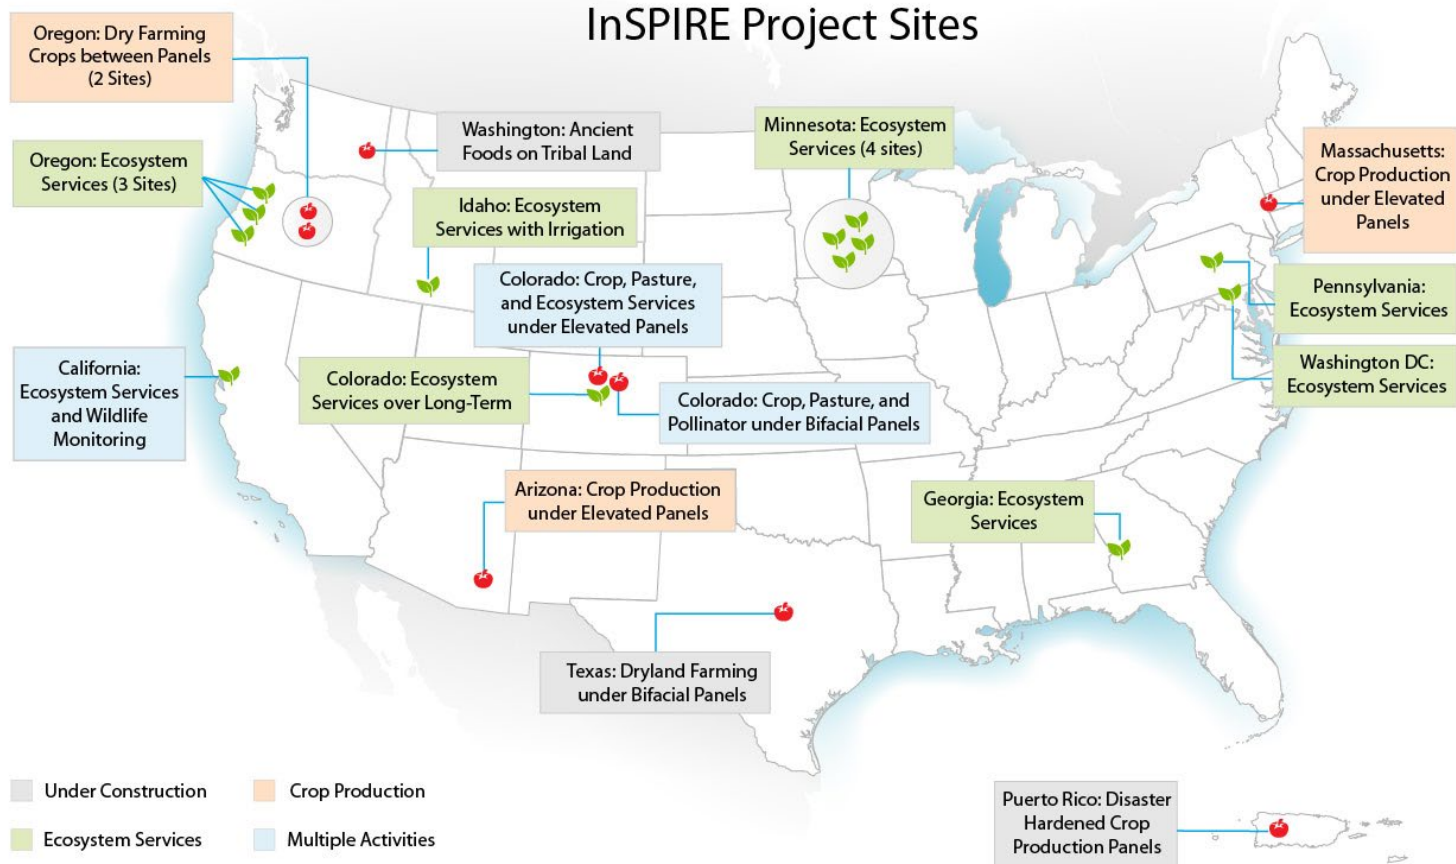 InSPIRE Project Sites
Oregon: Dry Farming
Crops between Panels
(2 Sites)
Washington: Ancient
Foods on Tribal Land
Minnesota: Ecosystem
Services (4 sites)
Massachusetts:
Crop Production
under Elevated
Panels
Oregon: Ecosystem
Services (3 Sites)
Idaho: Ecosystem
Services with Irrigation
Colorado: Crop, Pasture,
and Ecosystem Services
under Elevated Panels
Pennsylvania:
Ecosystem Services
California:
Ecosystem Services
and Wildlife
Monitoring
Colorado: Ecosystem
Services over Long-Term
Colorado: Crop, Pasture, and
Pollinator under Bifacial Panels
Washington DC:
Ecosystem Services
Arizona: Crop Production
under Elevated Panels
Georgia: Ecosystem
Services
Texas: Dryland Farming
under Bifacial Panels
Under Construction
Crop Production
Ecosystem Services
Multiple Activities
Puerto Rico: Disaster
Hardened Crop
Production Panels